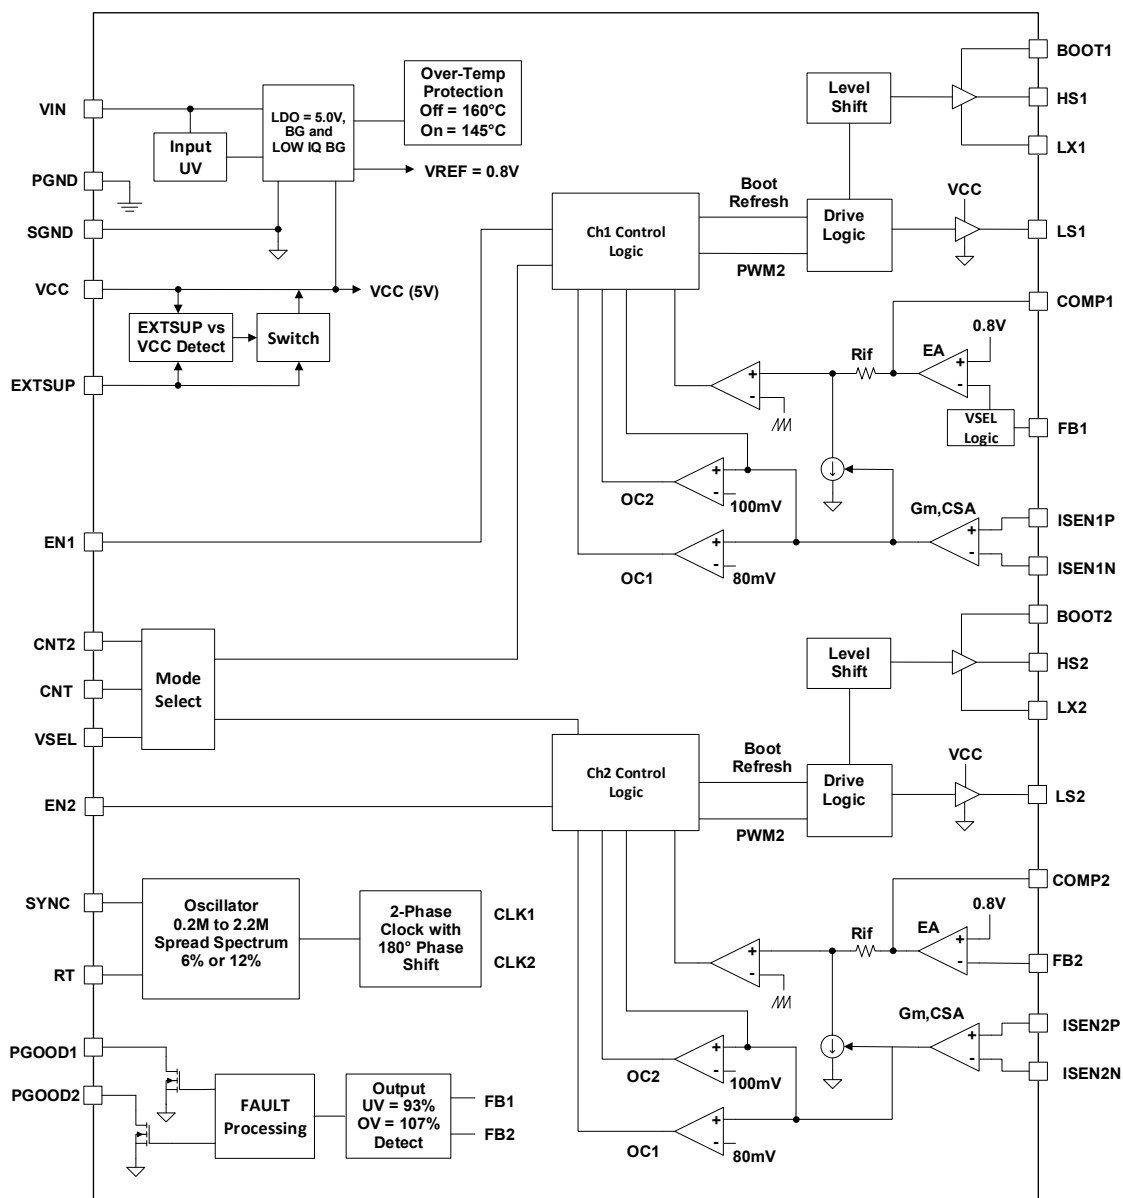 BOOT1
HS1
LX1
LS1
COMP1
FB1
ISEN1P
ISEN1N
BOOT2
HS2
LX2
LS2
COMP2
FB2
ISEN2P
ISEN2N
VIN
PGND
SGND
VCC
EXTSUP
EN1
CNT2
CNT
VSEL
EN2
SYNC
RT
PGOOD1
PGOOD2
Input
UV
LDO = 5.0V,
BG and
LOW IQ BG
Over-Temp
Protection
Off = 160°C
On = 145°C
VREF = 0.8V
VCC (5V)
EXTSUP vs
VCC Detect
Switch
Mode
Select
Oscillator
0.2M to 2.2M
Spread Spectrum
6% or 12%
2-Phase
Clock with
180° Phase
Shift
CLK1
CLK2
FAULT
Processing
Output
UV = 93%
OV = 107%
Detect
FB1
FB2
Ch1 Control
Logic
Boot
Refresh
PWM2
Level
Shift
Drive
Logic
VCC
+
-
Rif
EA
0.8V
+
-
VSEL
Logic
OC2
+
-
100mV
OC1
+
-
80mV
Gm,CSA
+
-
Ch2 Control
Logic
Boot
Refresh
PWM2
Level
Shift
Drive
Logic
VCC
+
-
Rif
EA
0.8V
+
-
OC2
+
-
100mV
OC1
+
-
80mV
Gm,CSA
+
-